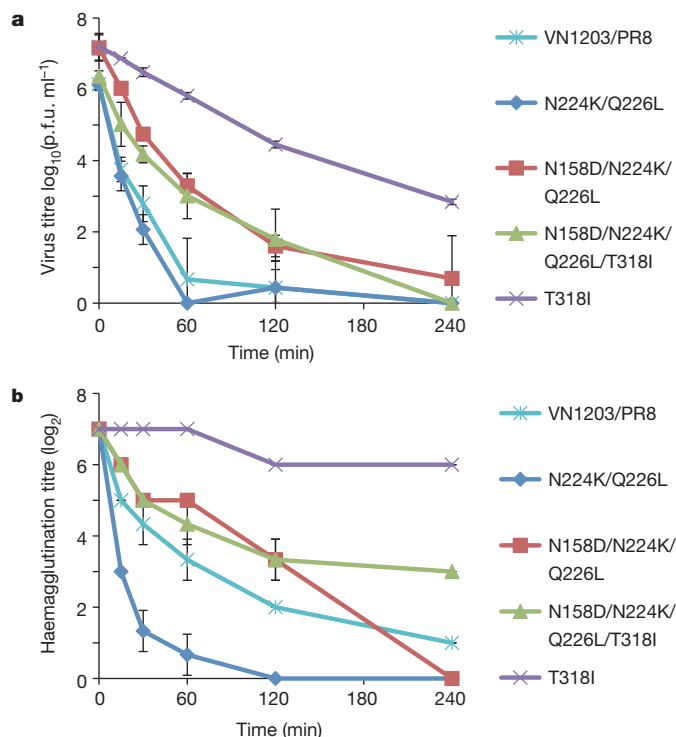 a
8
6
4
2
0
Virus titre log10(p.f.u. ml−1)
0 60 120 180 240
Time (min)
VN1203/PR8
N224K/Q226L
N158D/N224K/
Q226L
N158D/N224K/
Q226L/T318I
T318I
b
8
6
4
2
0
Haemagglutination titre (log2)
0 60 120 180 240
Time (min)
VN1203/PR8
N224K/Q226L
N158D/N224K/
Q226L
N158D/N224K/
Q226L/T318I
T318I